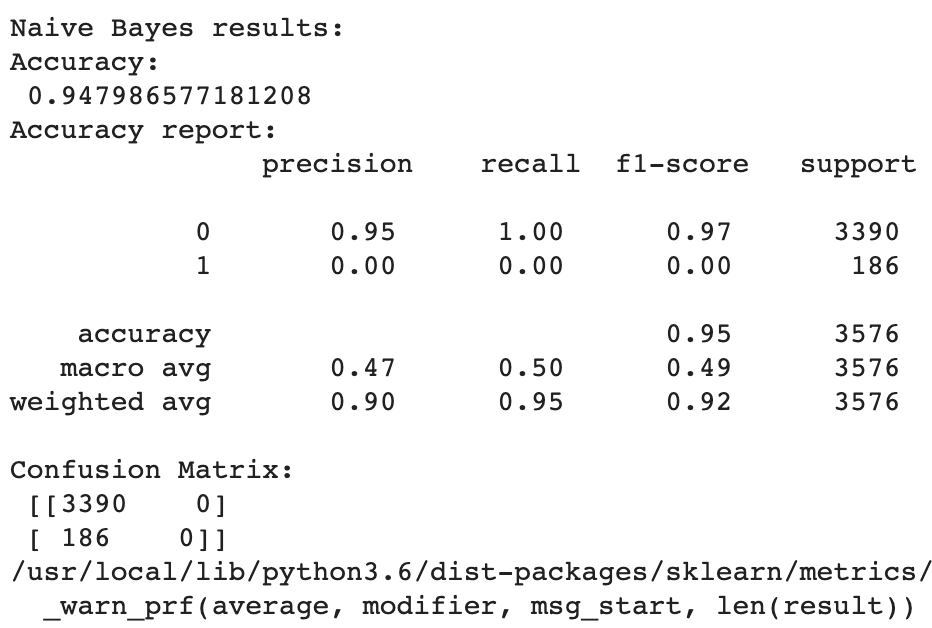 Naive Bayes results:
Accuracy:
 0.947986577181208
Accuracy report:
              precision    recall  f1-score   support

           0       0.95      1.00      0.97      3390
           1       0.00      0.00      0.00       186

    accuracy                           0.95      3576
   macro avg       0.47      0.50      0.49      3576
weighted avg       0.90      0.95      0.92      3576

Confusion Matrix:
 [[3390    0]
 [ 186    0]]
/usr/local/lib/python3.6/dist-packages/sklearn/metrics/
  _warn_prf(average, modifier, msg_start, len(result))